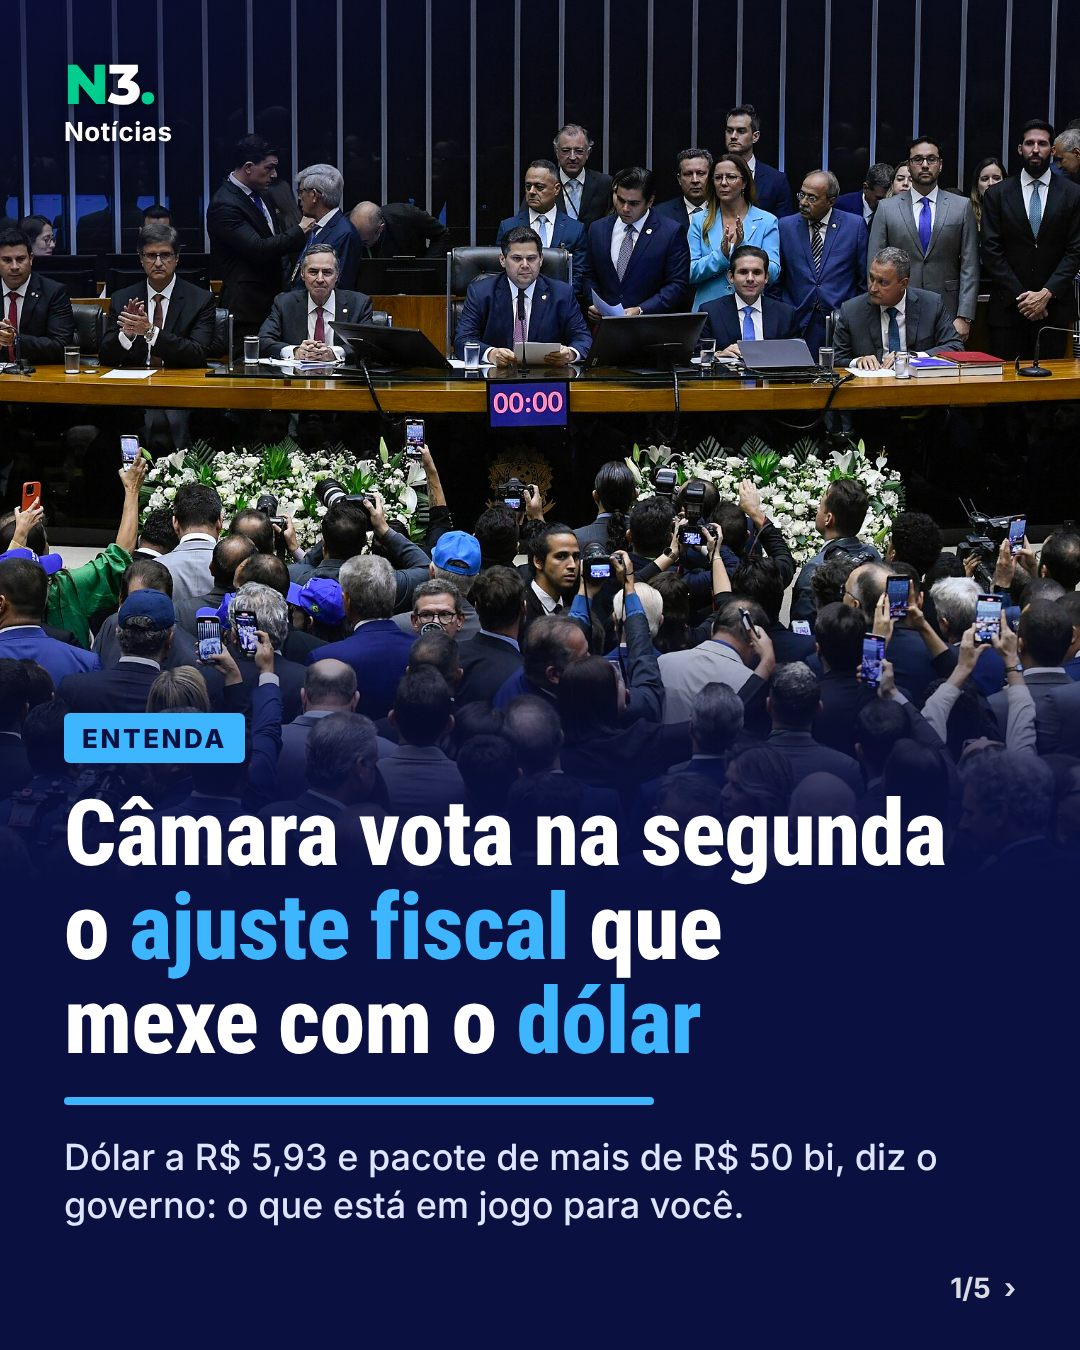 N3.
Notícias
00:00
ENTENDA
Câmara vota na segunda
o ajuste fiscal que
mexe com o dólar
Dólar a R$ 5,93 e pacote de mais de R$ 50 bi, diz o
governo: o que está em jogo para você.
1/5 ›